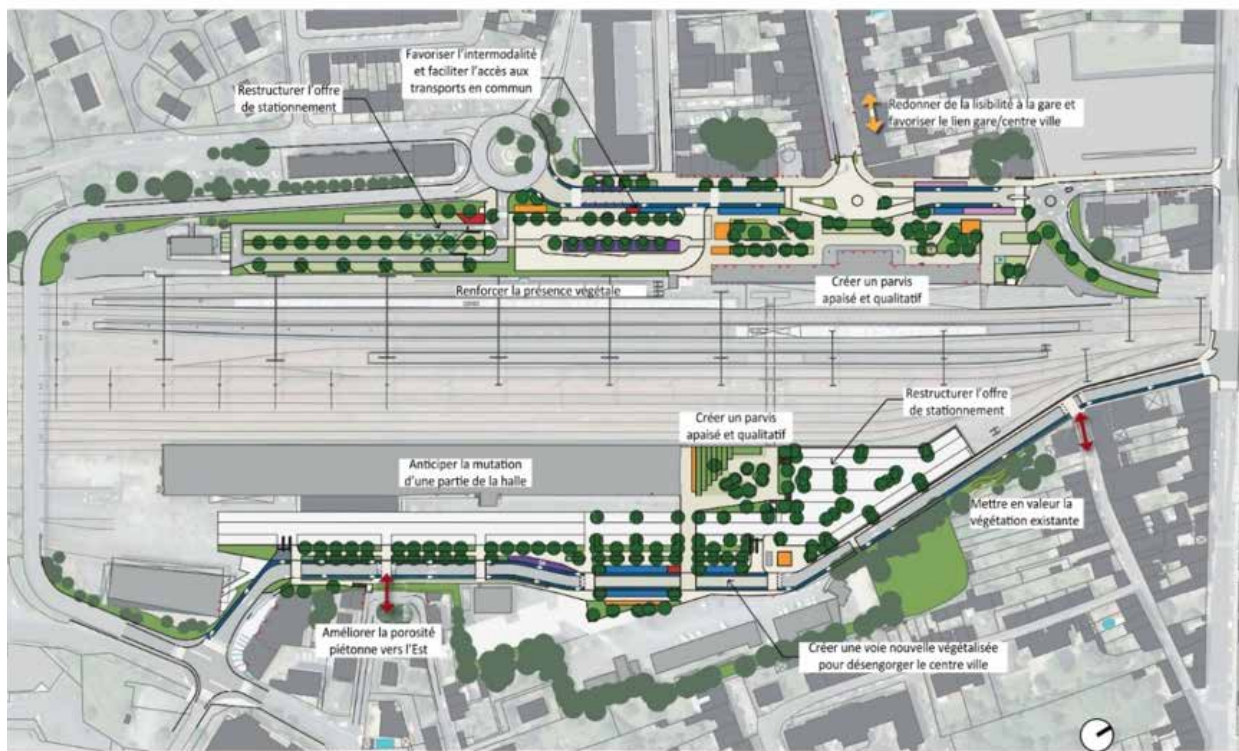 Favoriser l'intermodalité
et faciliter l'accès aux
transports en commun
Restructurer l'offre
de stationnement
Redonner de la lisibilité à la gare et
favoriser le lien gare/centre ville
Renforcer la présence végétale
Créer un parvis
apaisé et qualitatif
Restructurer l'offre
de stationnement
Créer un parvis
apaisé et qualitatif
Anticiper la mutation
d'une partie de la halle
Mettre en valeur la
végétation existante
Améliorer la porosité
piétonne vers l'Est
Créer une voie nouvelle végétalisée
pour désengorger le centre ville